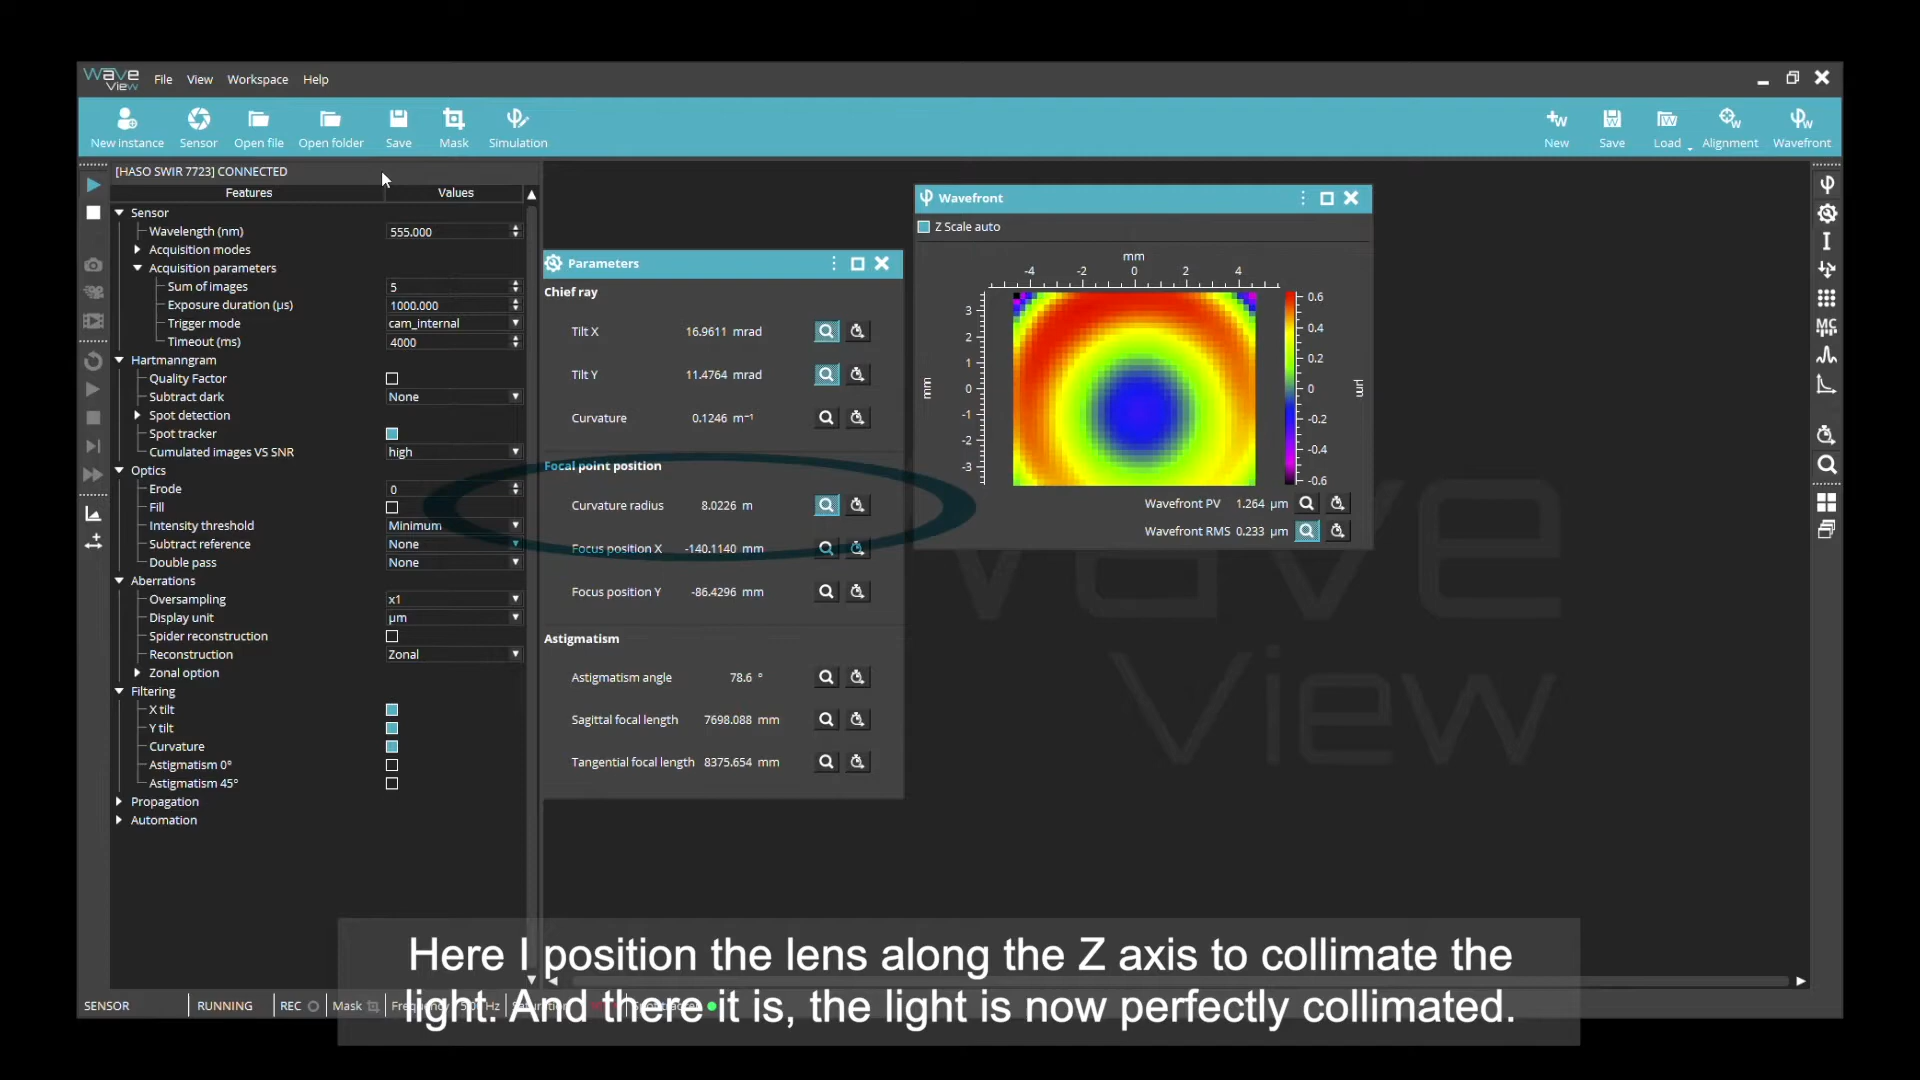 Wave View
File View Workspace Help
New instance Sensor Open file Open folder Save Mask Simulation New Save Load Alignment Wavefront
[HASO SWIR 7723] CONNECTED
Features Values
Sensor
Wavelength (nm) 555.000
Acquisition modes
Acquisition parameters
Sum of images 5
Exposure duration (µs) 1000.000
Trigger mode cam_internal
Timeout (ms) 4000
Hartmanngram
Quality Factor
Subtract dark None
Spot detection
Spot tracker
Cumulated images VS SNR high
Optics
Erode 0
Fill
Intensity threshold Minimum
Subtract reference None
Double pass None
Aberrations
Oversampling x1
Display unit µm
Spider reconstruction
Reconstruction Zonal
Zonal option
Filtering
X tilt
Y tilt
Curvature
Astigmatism 0°
Astigmatism 45°
Propagation
Automation
Parameters
Chief ray
Tilt X 16.9611 mrad
Tilt Y 11.4764 mrad
Curvature 0.1246 m⁻¹
Focal point position
Curvature radius 8.0226 m
Focus position X -140.1140 mm
Focus position Y -86.4296 mm
Astigmatism
Astigmatism angle 78.6 °
Sagittal focal length 7698.088 mm
Tangential focal length 8375.654 mm
Wavefront
Z Scale auto
mm
-4 -2 0 2 4
3
2
1
0
-1
-2
-3
mm
0.6
0.4
0.2
0
-0.2
-0.4
-0.6
µm
Wavefront PV 1.264 µm
Wavefront RMS 0.233 µm
MC
Wave
View
SENSOR RUNNING REC Mask Hz
Here I position the lens along the Z axis to collimate the
light. And there it is, the light is now perfectly collimated.